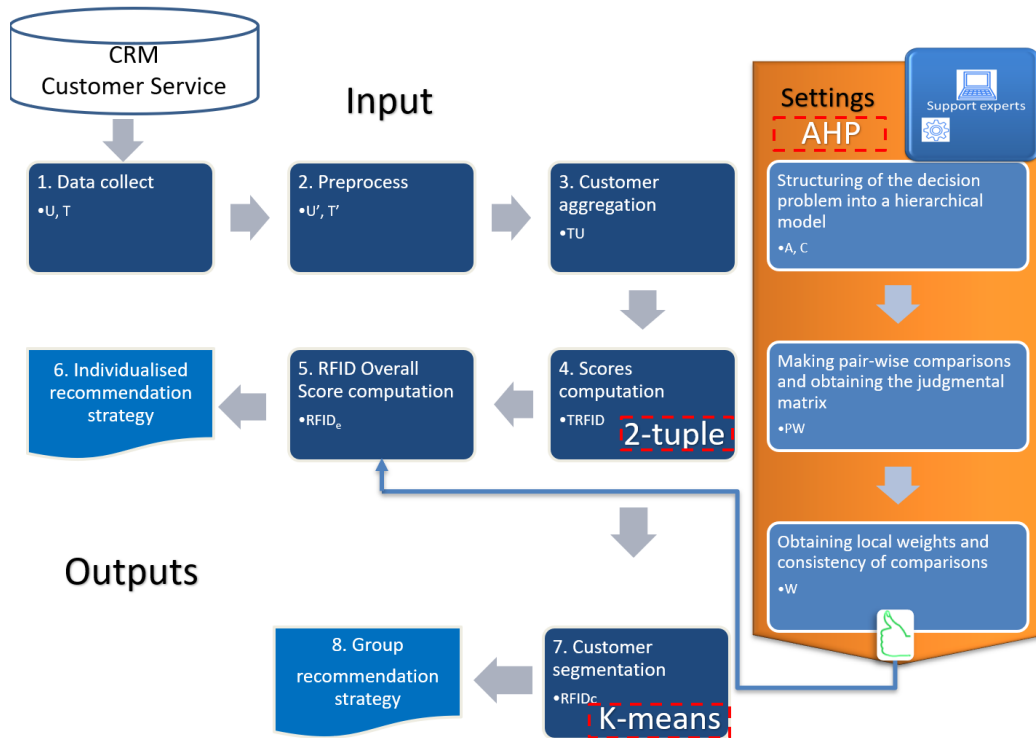 CRM
Customer Service
Input
Settings
AHP
Support experts
1. Data collect
•U, T
2. Preprocess
•U’, T’
3. Customer
aggregation
•TU
Structuring of the decision
problem into a hierarchical
model
•A, C
6. Individualised
recommendation
strategy
5. RFID Overall
Score computation
•RFIDe
4. Scores
computation
•TRFID
2-tuple
Making pair-wise comparisons
and obtaining the judgmental
matrix
•PW
Outputs
Obtaining local weights and
consistency of comparisons
•W
8. Group
recommendation
strategy
7. Customer
segmentation
•RFIDc
K-means